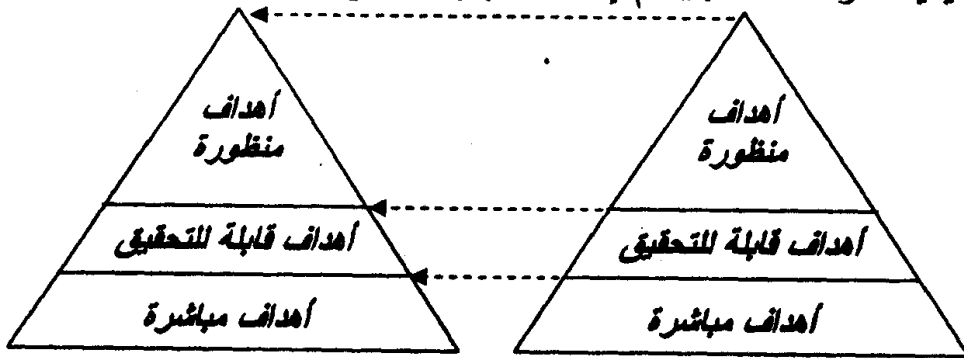 أهداف
منظورة
أهداف قابلة للتحقيق
أهداف مباشرة
أهداف
منظورة
أهداف قابلة للتحقيق
أهداف مباشرة